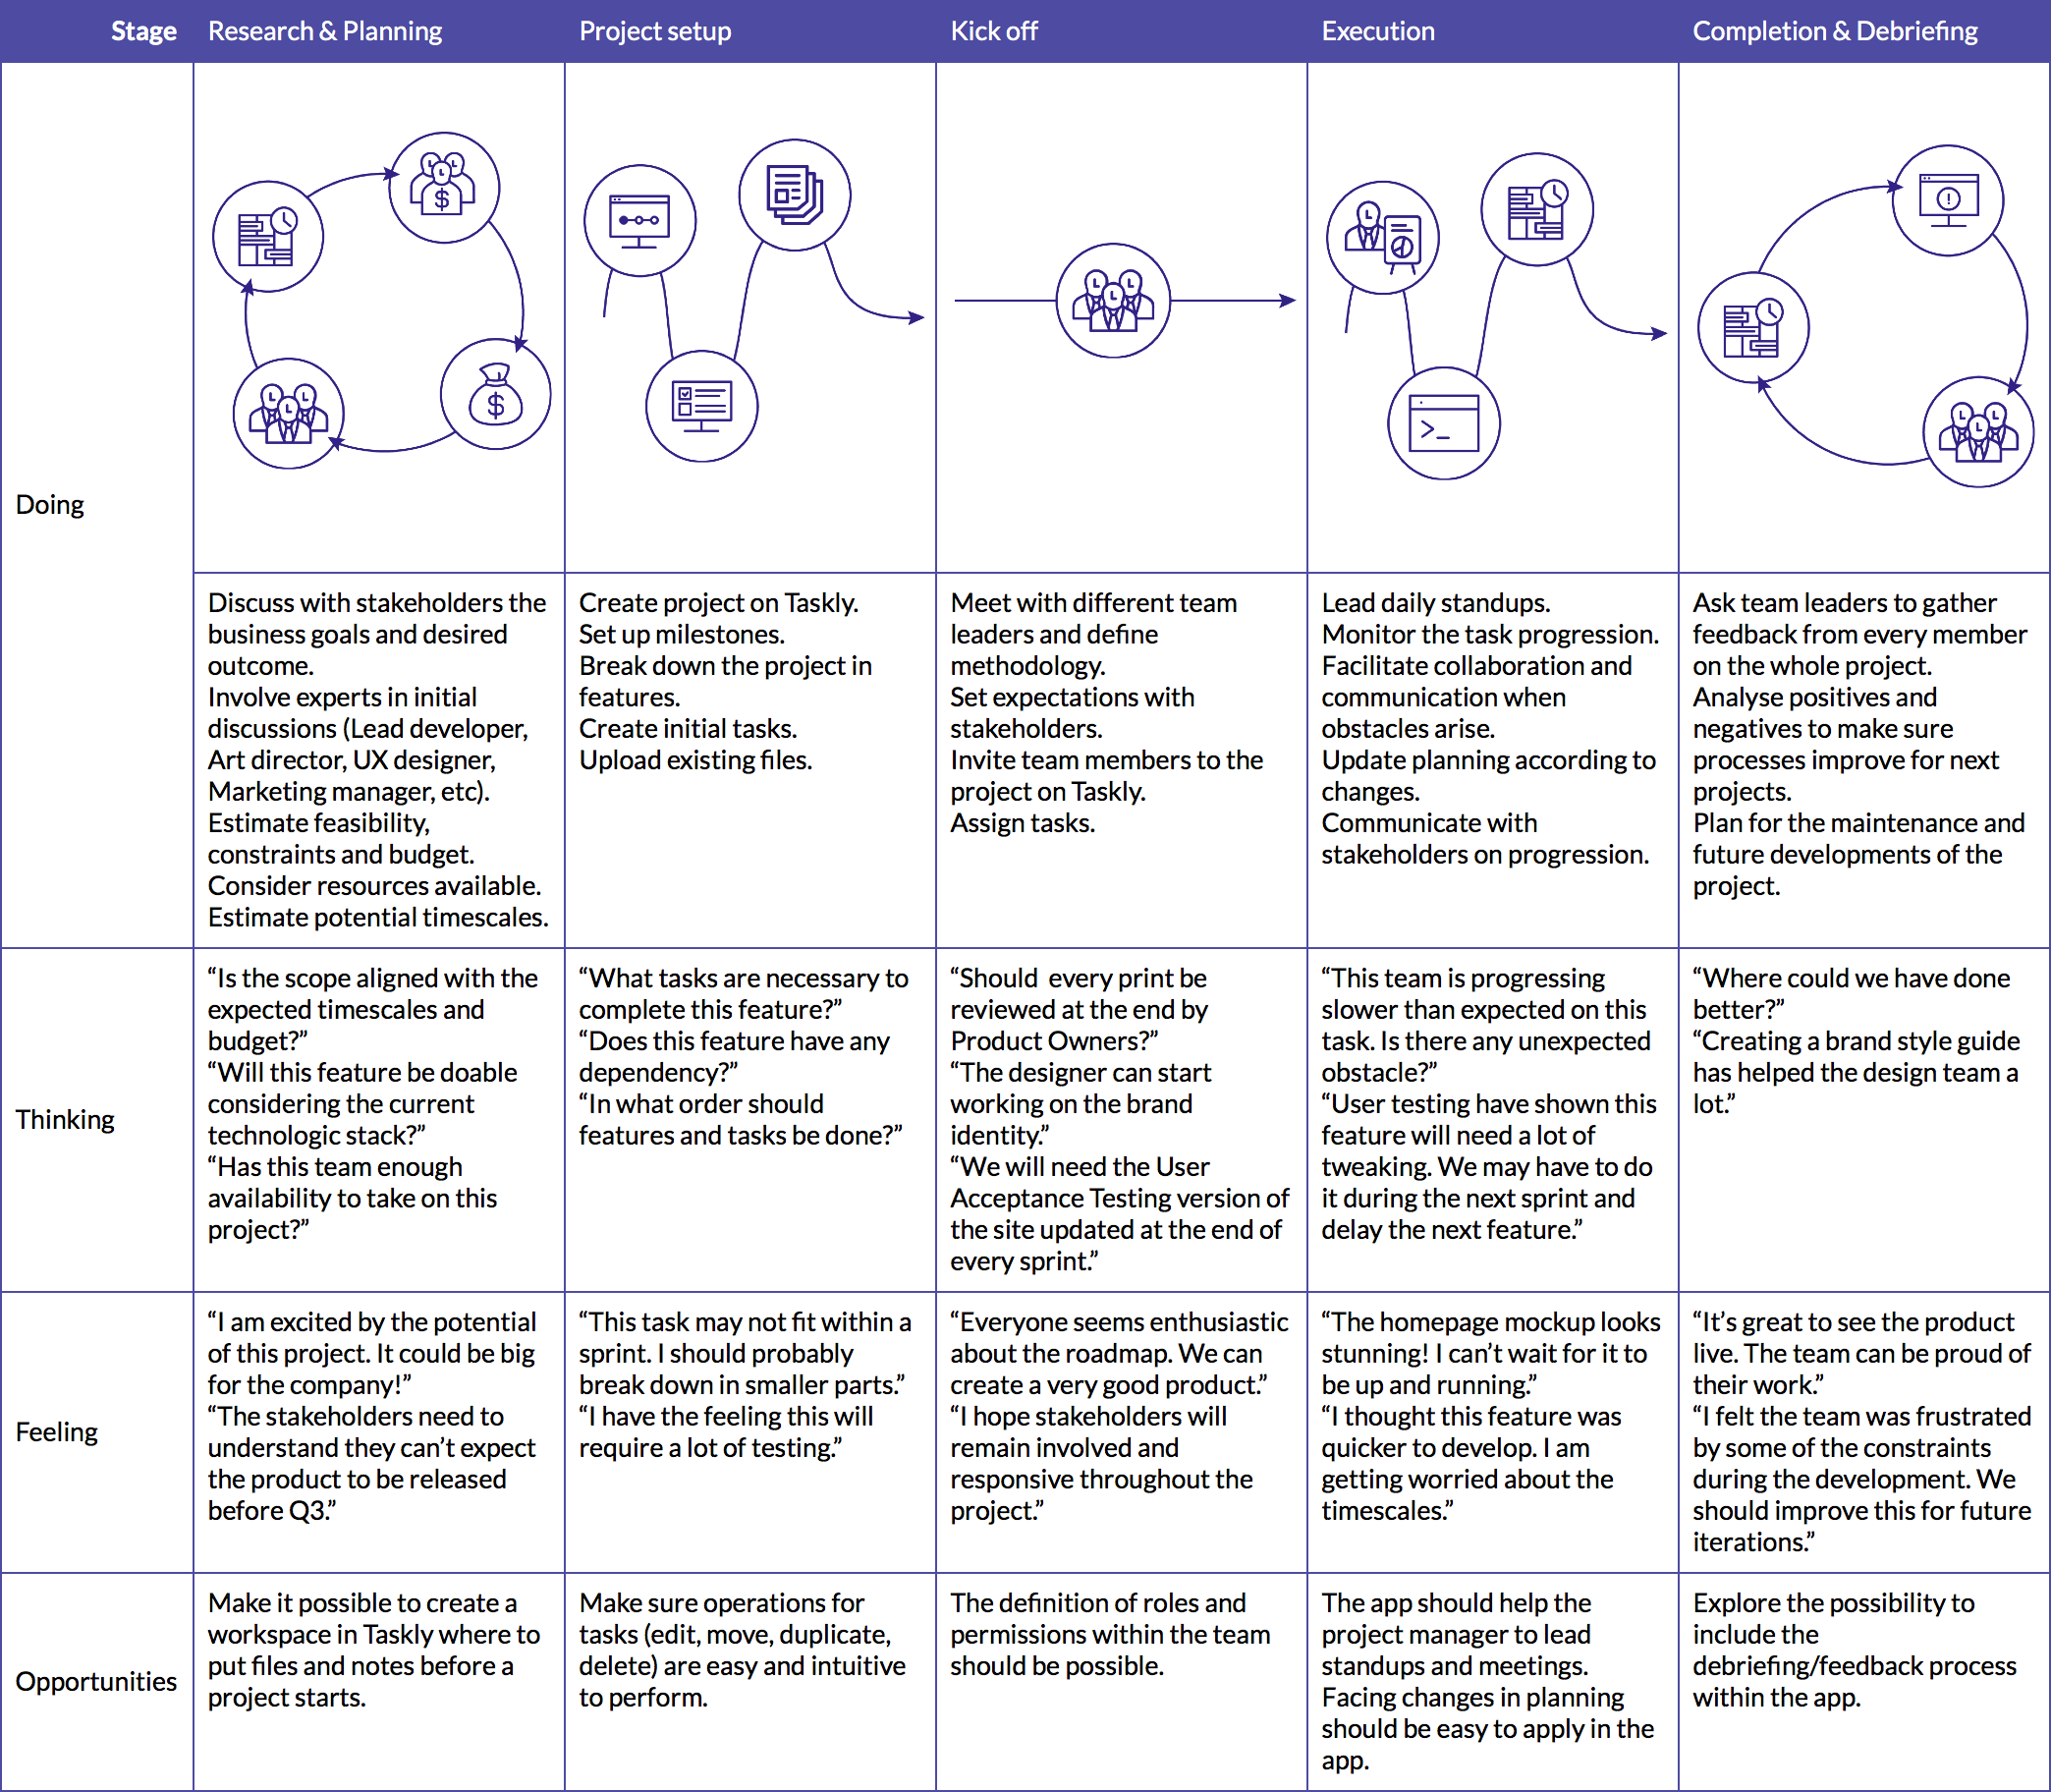 Stage
Research & Planning
Project setup
Kick off
Execution
Completion & Debriefing
Doing
Discuss with stakeholders the
business goals and desired
outcome.
Involve experts in initial
discussions (Lead developer,
Art director, UX designer,
Marketing manager, etc).
Estimate feasibility,
constraints and budget.
Consider resources available.
Estimate potential timescales.
Create project on Taskly.
Set up milestones.
Break down the project in
features.
Create initial tasks.
Upload existing files.
Meet with different team
leaders and define
methodology.
Set expectations with
stakeholders.
Invite team members to the
project on Taskly.
Assign tasks.
Lead daily standups.
Monitor the task progression.
Facilitate collaboration and
communication when
obstacles arise.
Update planning according to
changes.
Communicate with
stakeholders on progression.
Ask team leaders to gather
feedback from every member
on the whole project.
Analyse positives and
negatives to make sure
processes improve for next
projects.
Plan for the maintenance and
future developments of the
project.
Thinking
“Is the scope aligned with the
expected timescales and
budget?”
“Will this feature be doable
considering the current
technologic stack?”
“Has this team enough
availability to take on this
project?”
“What tasks are necessary to
complete this feature?”
“Does this feature have any
dependency?”
“In what order should
features and tasks be done?”
“Should  every print be
reviewed at the end by
Product Owners?”
“The designer can start
working on the brand
identity.”
“We will need the User
Acceptance Testing version of
the site updated at the end of
every sprint.”
“This team is progressing
slower than expected on this
task. Is there any unexpected
obstacle?”
“User testing have shown this
feature will need a lot of
tweaking. We may have to do
it during the next sprint and
delay the next feature.”
“Where could we have done
better?”
“Creating a brand style guide
has helped the design team a
lot.”
Feeling
“I am excited by the potential
of this project. It could be big
for the company!”
“The stakeholders need to
understand they can’t expect
the product to be released
before Q3.”
“This task may not fit within a
sprint. I should probably
break down in smaller parts.”
“I have the feeling this will
require a lot of testing.”
“Everyone seems enthusiastic
about the roadmap. We can
create a very good product.”
“I hope stakeholders will
remain involved and
responsive throughout the
project.”
“The homepage mockup looks
stunning! I can’t wait for it to
be up and running.”
“I thought this feature was
quicker to develop. I am
getting worried about the
timescales.”
“It’s great to see the product
live. The team can be proud of
their work.”
“I felt the team was frustrated
by some of the constraints
during the development. We
should improve this for future
iterations.”
Opportunities
Make it possible to create a
workspace in Taskly where to
put files and notes before a
project starts.
Make sure operations for
tasks (edit, move, duplicate,
delete) are easy and intuitive
to perform.
The definition of roles and
permissions within the team
should be possible.
The app should help the
project manager to lead
standups and meetings.
Facing changes in planning
should be easy to apply in the
app.
Explore the possibility to
include the
debriefing/feedback process
within the app.